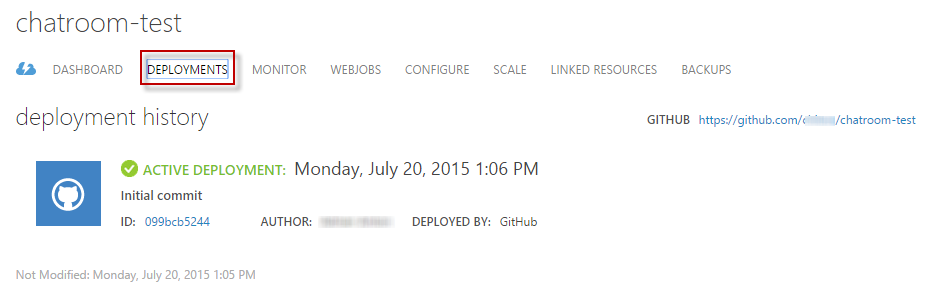 chatroom-test
DASHBOARD DEPLOYMENTS MONITOR WEBJOBS CONFIGURE SCALE LINKED RESOURCES BACKUPS
deployment history
GITHUB https://github.com/ /chatroom-test
ACTIVE DEPLOYMENT: Monday, July 20, 2015 1:06 PM
Initial commit
ID: 099bcb5244 AUTHOR: DEPLOYED BY: GitHub
Not Modified: Monday, July 20, 2015 1:05 PM